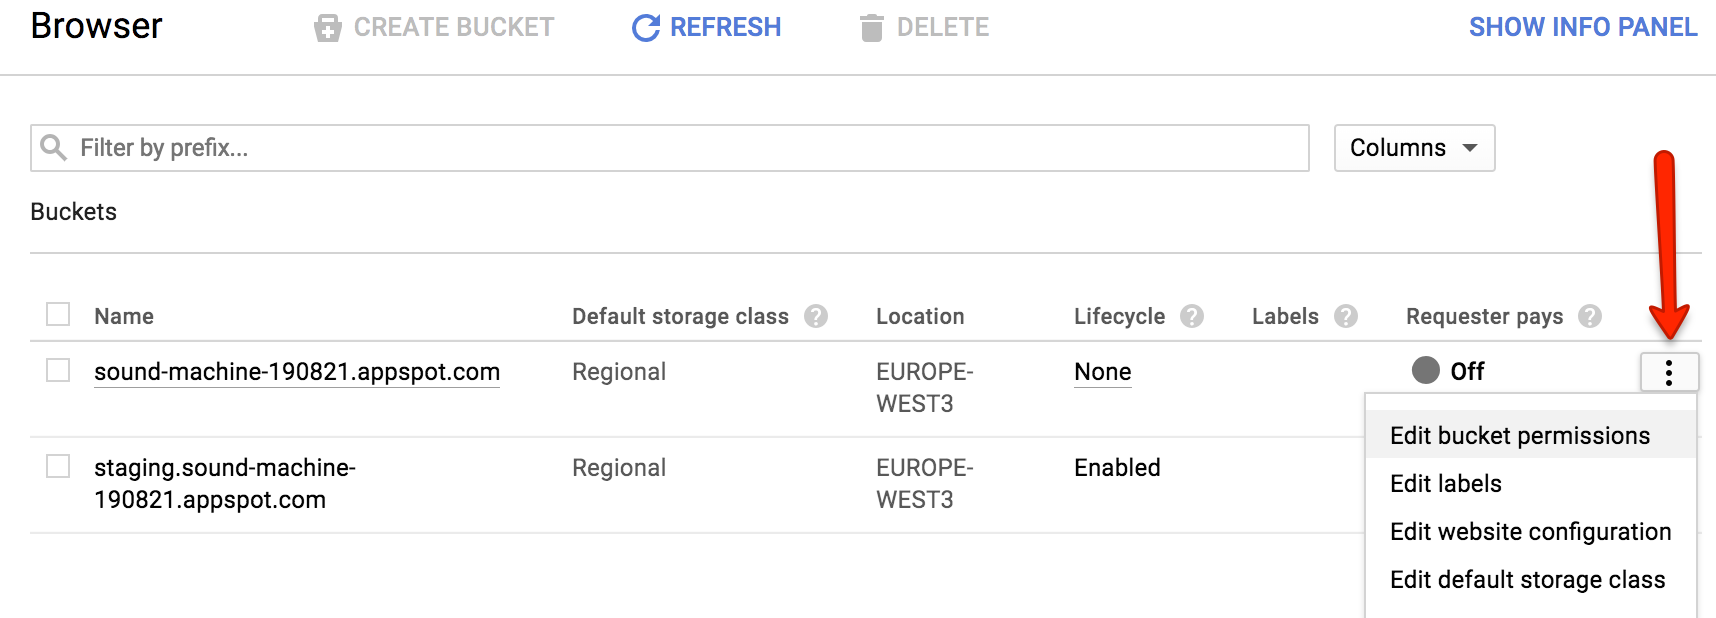 Browser CREATE BUCKET REFRESH DELETE SHOW INFO PANEL
Filter by prefix... Columns
Buckets
Name Default storage class ? Location Lifecycle ? Labels ? Requester pays ?
sound-machine-190821.appspot.com Regional EUROPE- None Off
WEST3
Edit bucket permissions
staging.sound-machine- Regional EUROPE- Enabled
Edit labels
190821.appspot.com WEST3
Edit website configuration
Edit default storage class